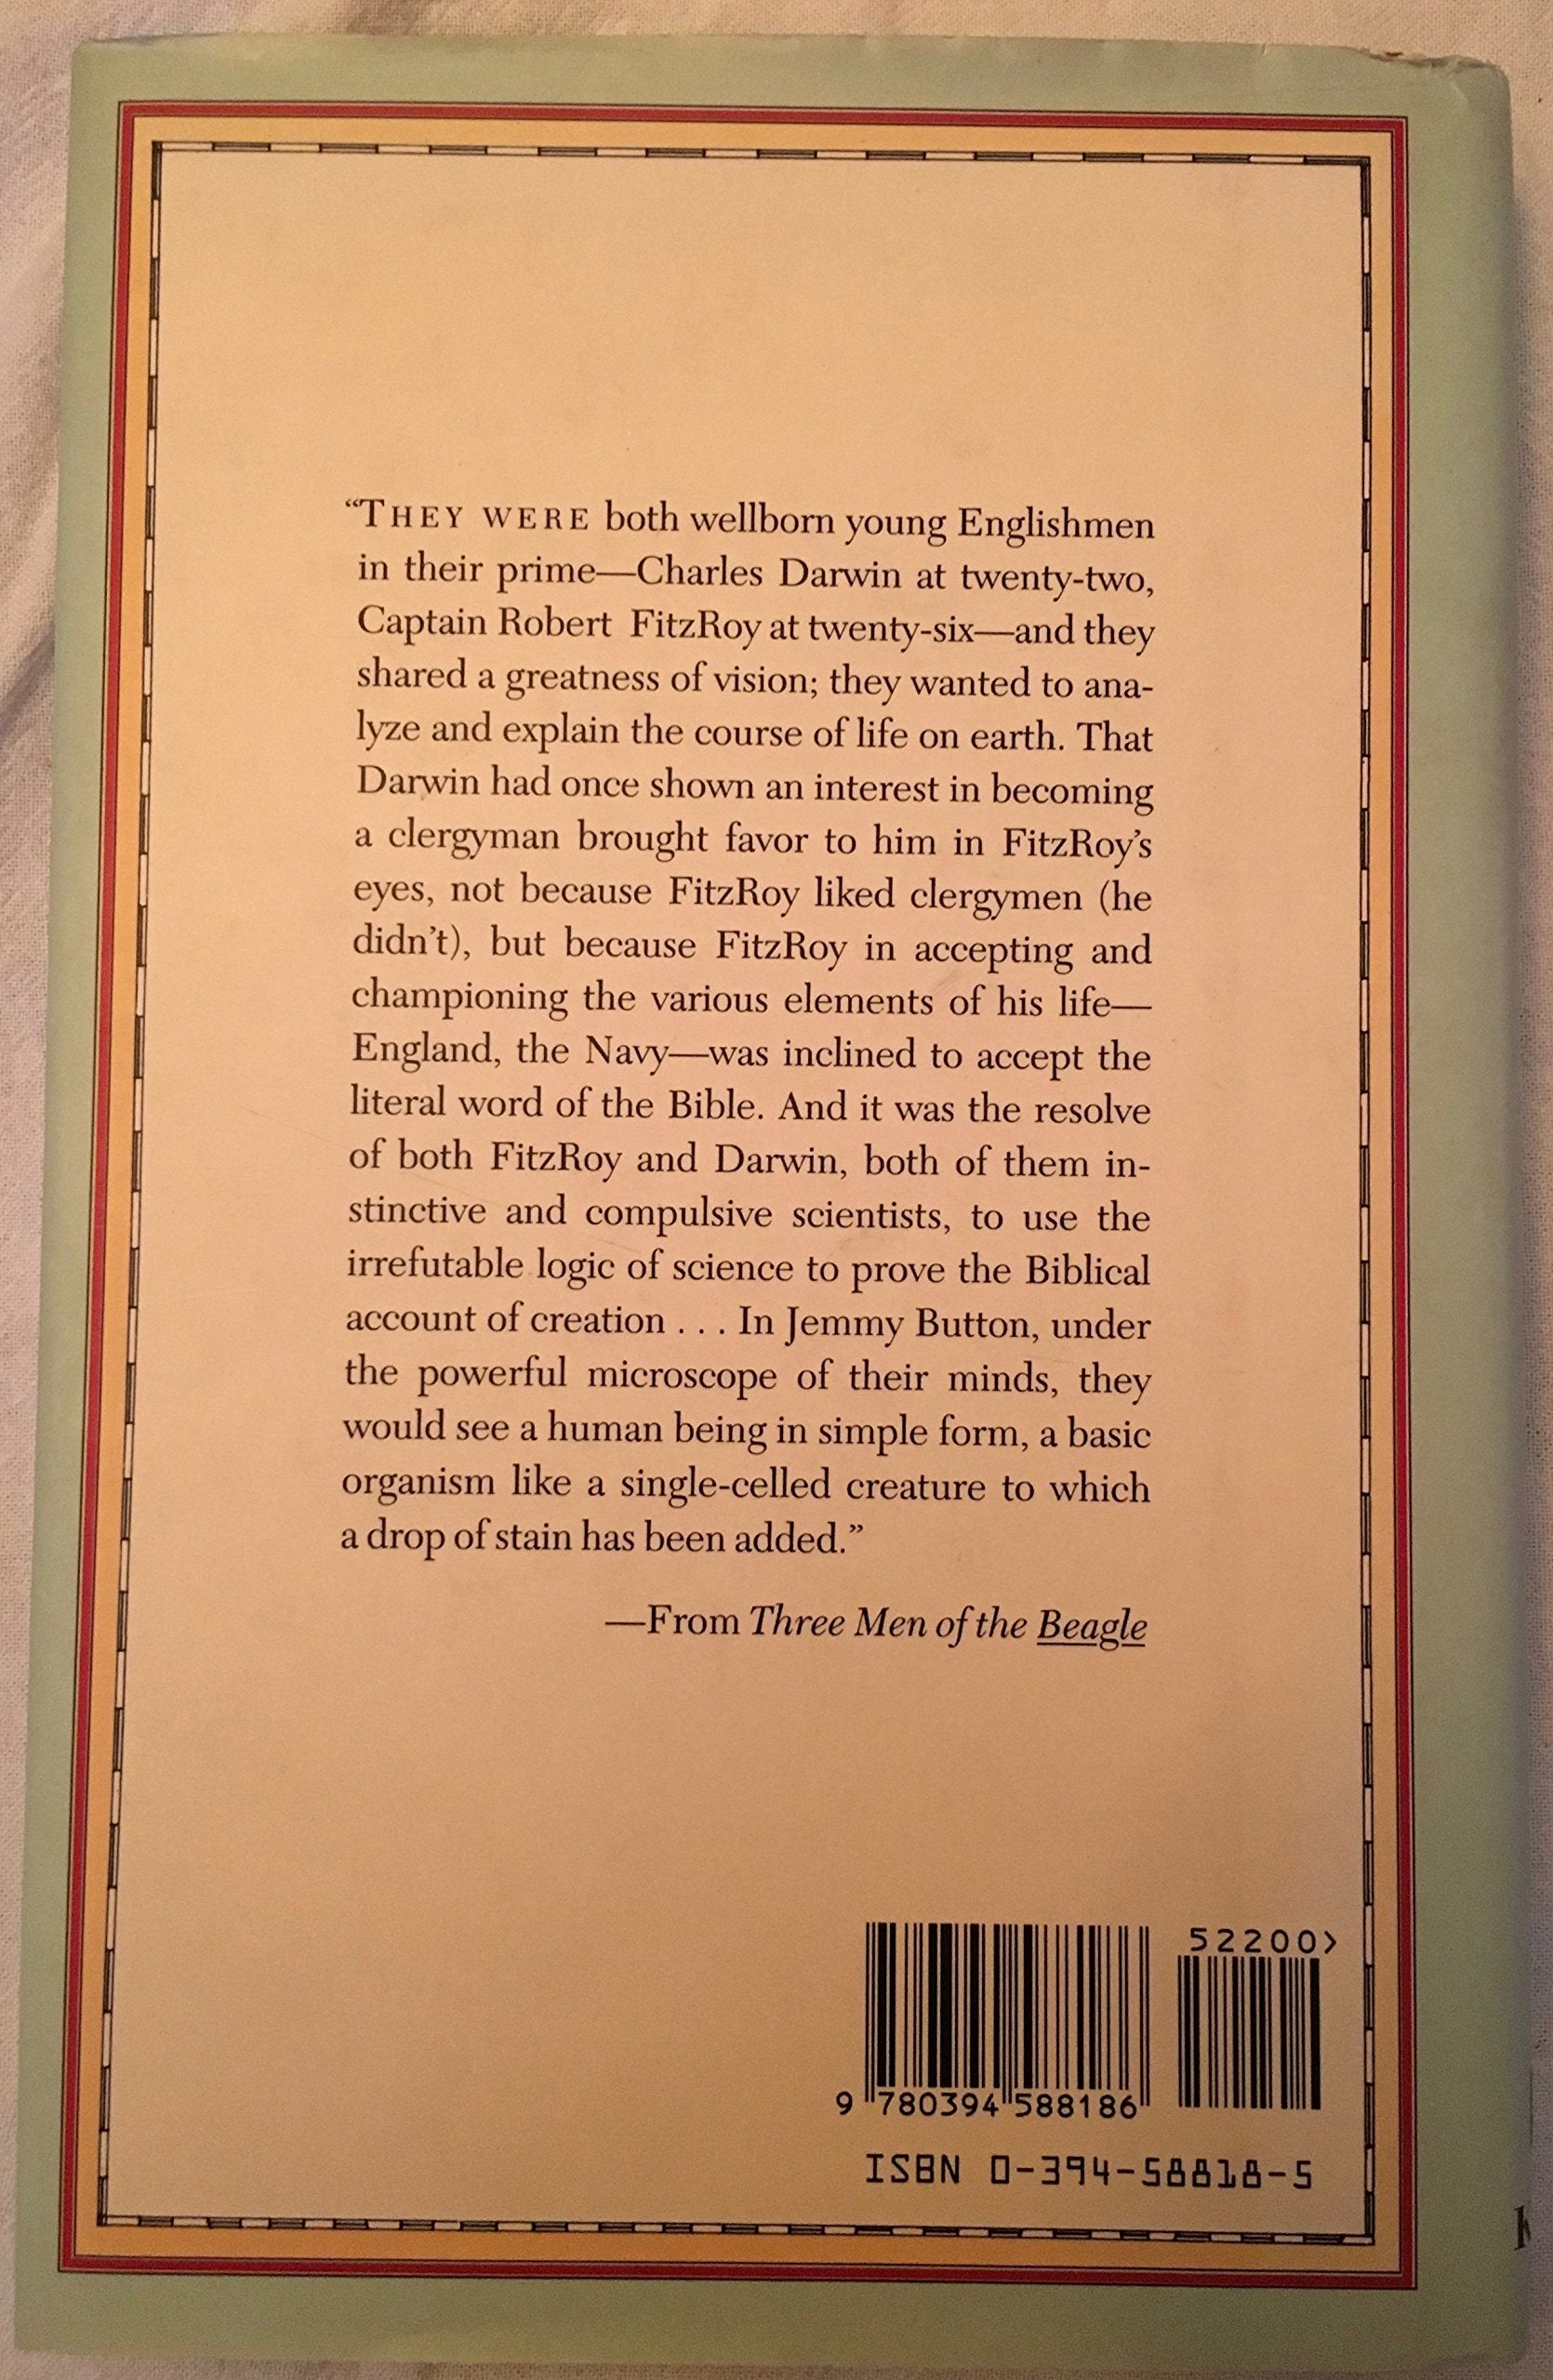 “THEY WERE both wellborn young Englishmen
in their prime—Charles Darwin at twenty-two,
Captain Robert FitzRoy at twenty-six—and they
shared a greatness of vision; they wanted to ana-
lyze and explain the course of life on earth. That
Darwin had once shown an interest in becoming
a clergyman brought favor to him in FitzRoy’s
eyes, not because FitzRoy liked clergymen (he
didn’t), but because FitzRoy in accepting and
championing the various elements of his life—
England, the Navy—was inclined to accept the
literal word of the Bible. And it was the resolve
of both FitzRoy and Darwin, both of them in-
stinctive and compulsive scientists, to use the
irrefutable logic of science to prove the Biblical
account of creation . . . In Jemmy Button, under
the powerful microscope of their minds, they
would see a human being in simple form, a basic
organism like a single-celled creature to which
a drop of stain has been added.”
—From Three Men of the Beagle
52200>
9 780394 588186
ISBN 0-394-58818-5